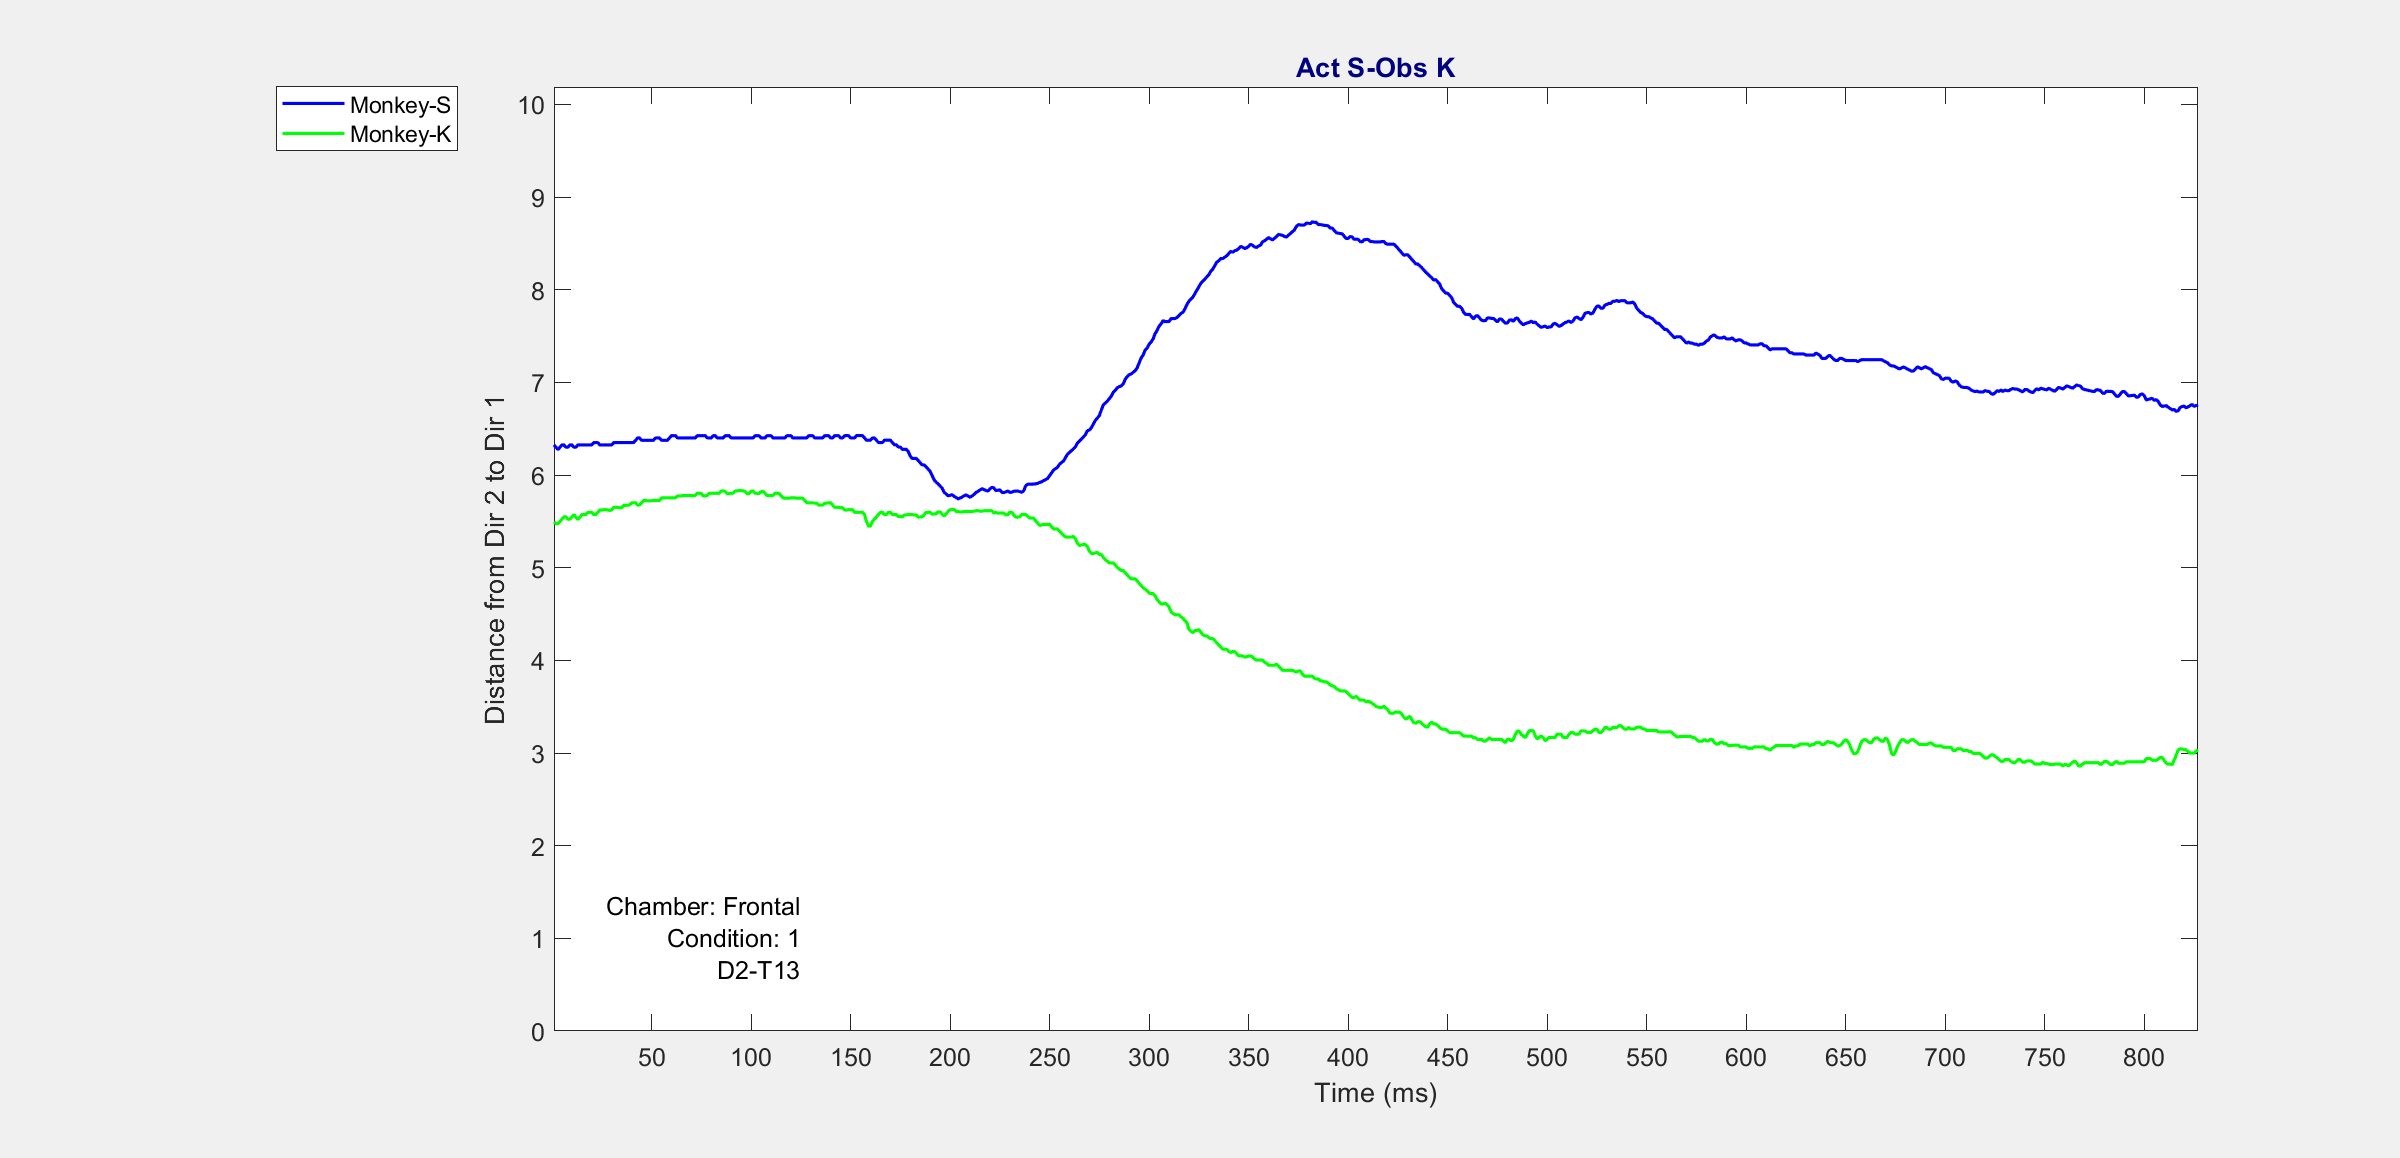 Act S-Obs K
Monkey-S
Monkey-K
Distance from Dir 2 to Dir 1
10
9
8
7
6
5
4
3
2
1
0
Chamber: Frontal
Condition: 1
D2-T13
50 100 150 200 250 300 350 400 450 500 550 600 650 700 750 800
Time (ms)